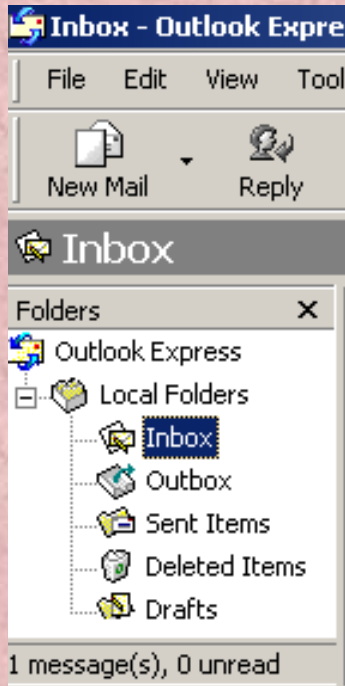 Inbox - Outlook Expre
File Edit View Tool
New Mail Reply
Inbox
Folders
Outlook Express
Local Folders
Inbox
Outbox
Sent Items
Deleted Items
Drafts
1 message(s), 0 unread